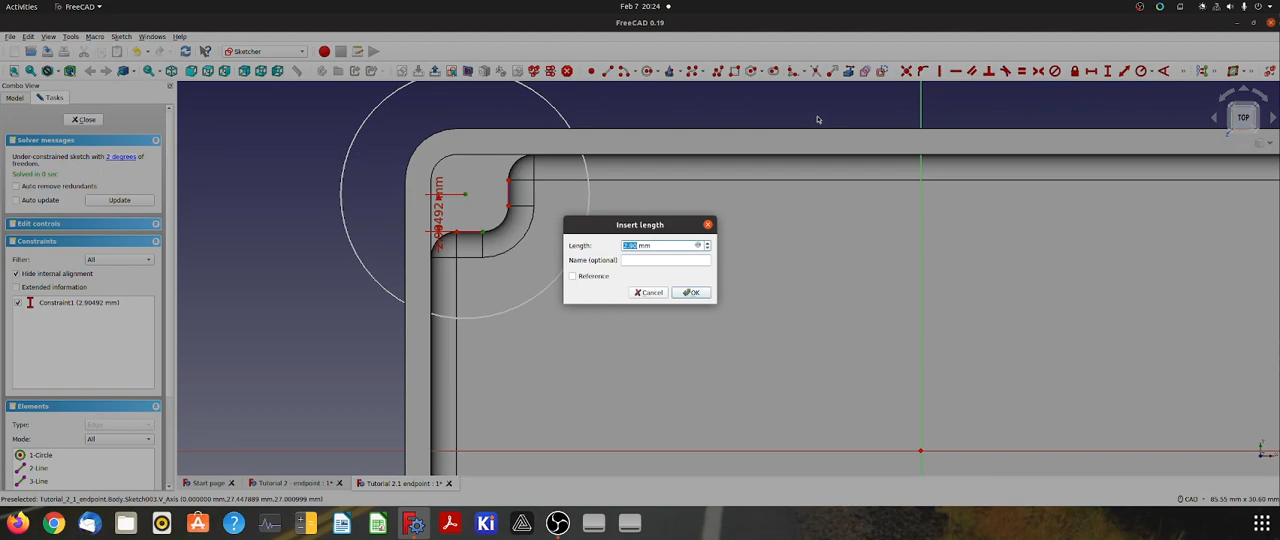 Activities
FreeCAD
Feb 7 20:24
FreeCAD 0.19
File Edit View Tools Macro Sketch Windows Help
Sketcher
Combo View
Model Tasks
Close
Solver messages
Under-constrained sketch with 2 degrees of freedom.
Solved in 0 sec
Auto remove redundants
Auto update
Update
Edit controls
Constraints
Filter: All
Hide internal alignment
Extended information
Constraint1 (2.90492 mm)
Elements
Type: Edge
Mode: All
1-Circle
2-Line
3-Line
TOP
Insert length
Length: 2.90 mm
Name (optional)
Reference
Cancel OK
Start page
Tutorial 2 - endpoint : 1*
Tutorial 2.1 endpoint : 1*
Preselected: Tutorial_2_1_endpoint.Body.Sketch003.V_Axis (0.000000 mm,27.447889 mm,27.000999 mm)
CAD
85.55 mm x 30.60 mm
Ki